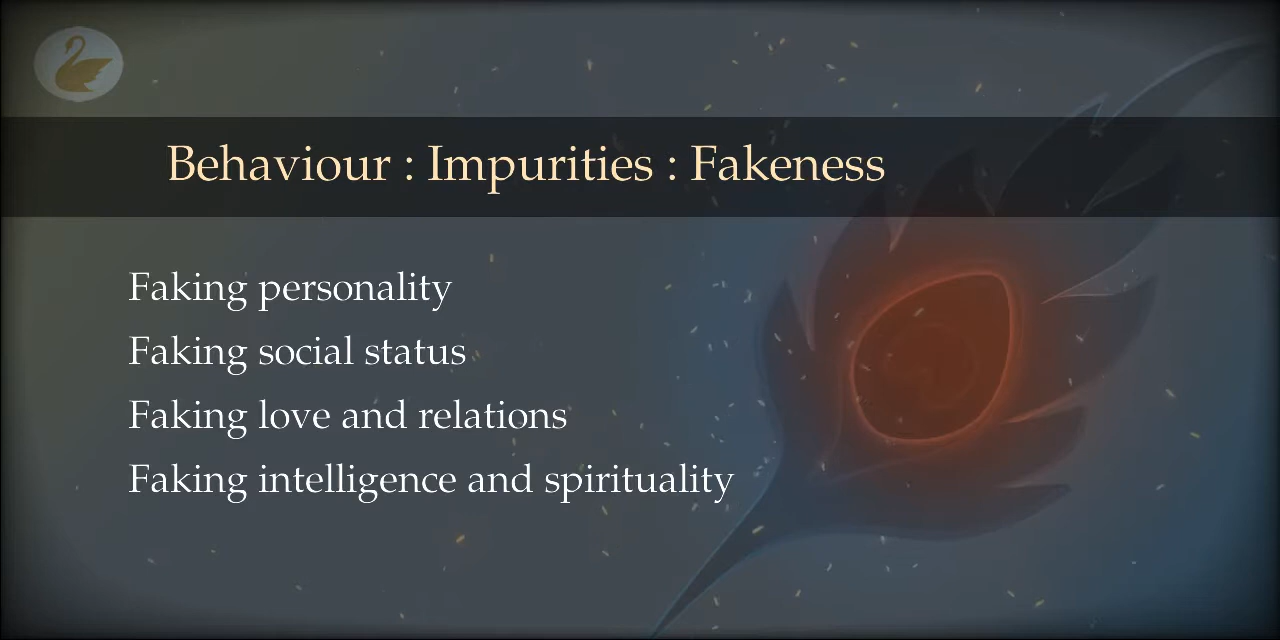 Behaviour : Impurities : Fakeness
Faking personality
Faking social status
Faking love and relations
Faking intelligence and spirituality